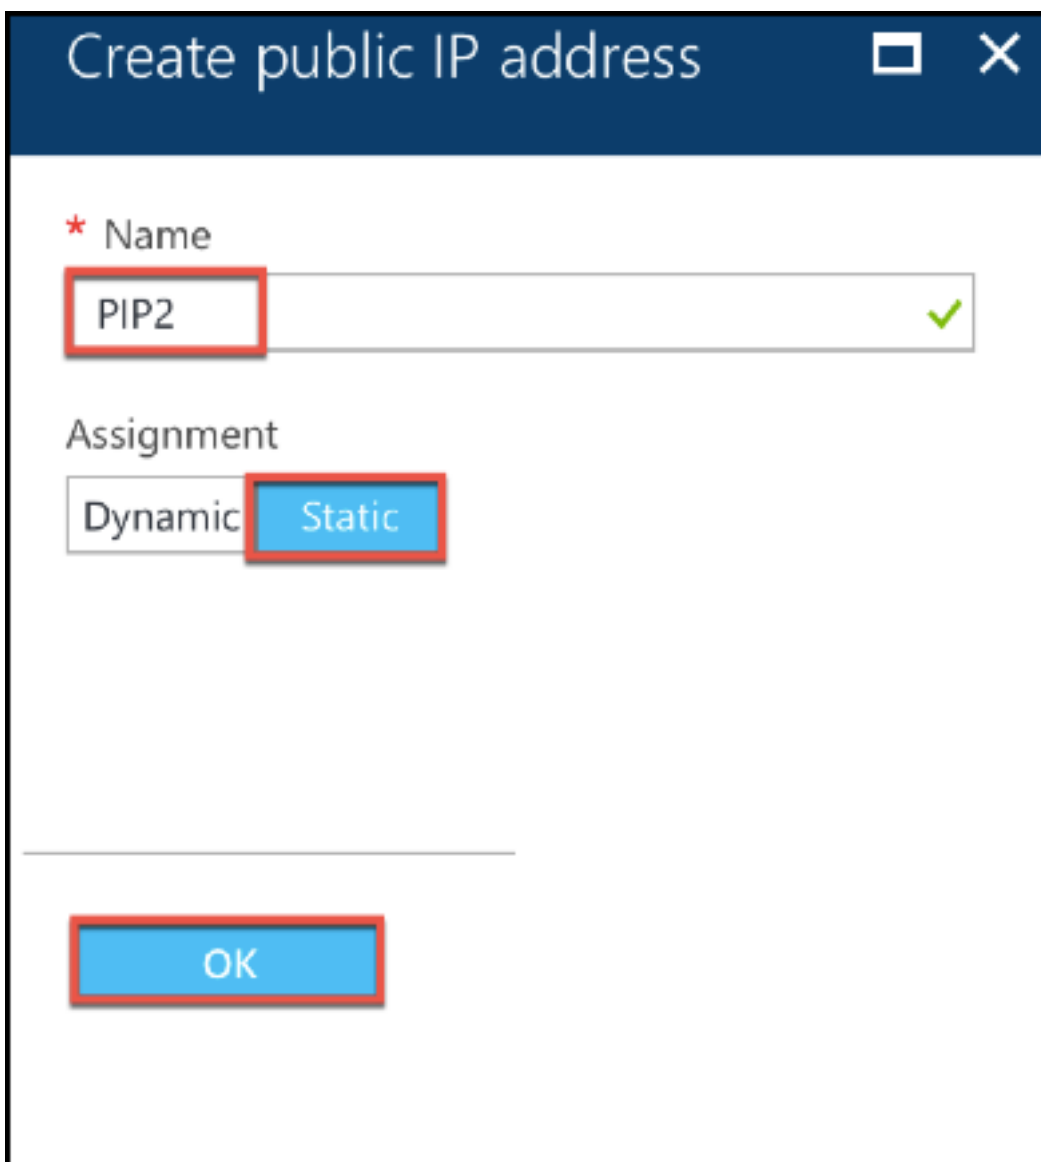 Create public IP address
* Name
PIP2
Assignment
Dynamic Static
OK